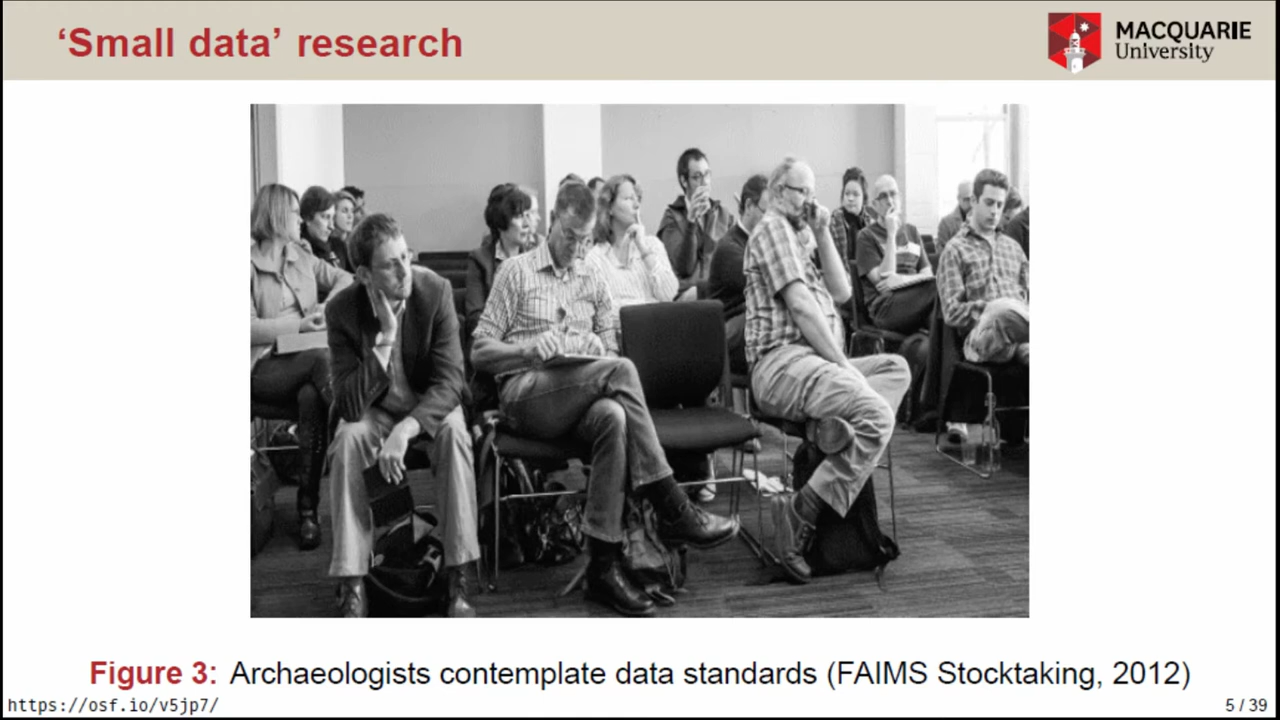 ‘Small data’ research
MACQUARIE
University
Figure 3: Archaeologists contemplate data standards (FAIMS Stocktaking, 2012)
https://osf.io/v5jp7/
5 / 39